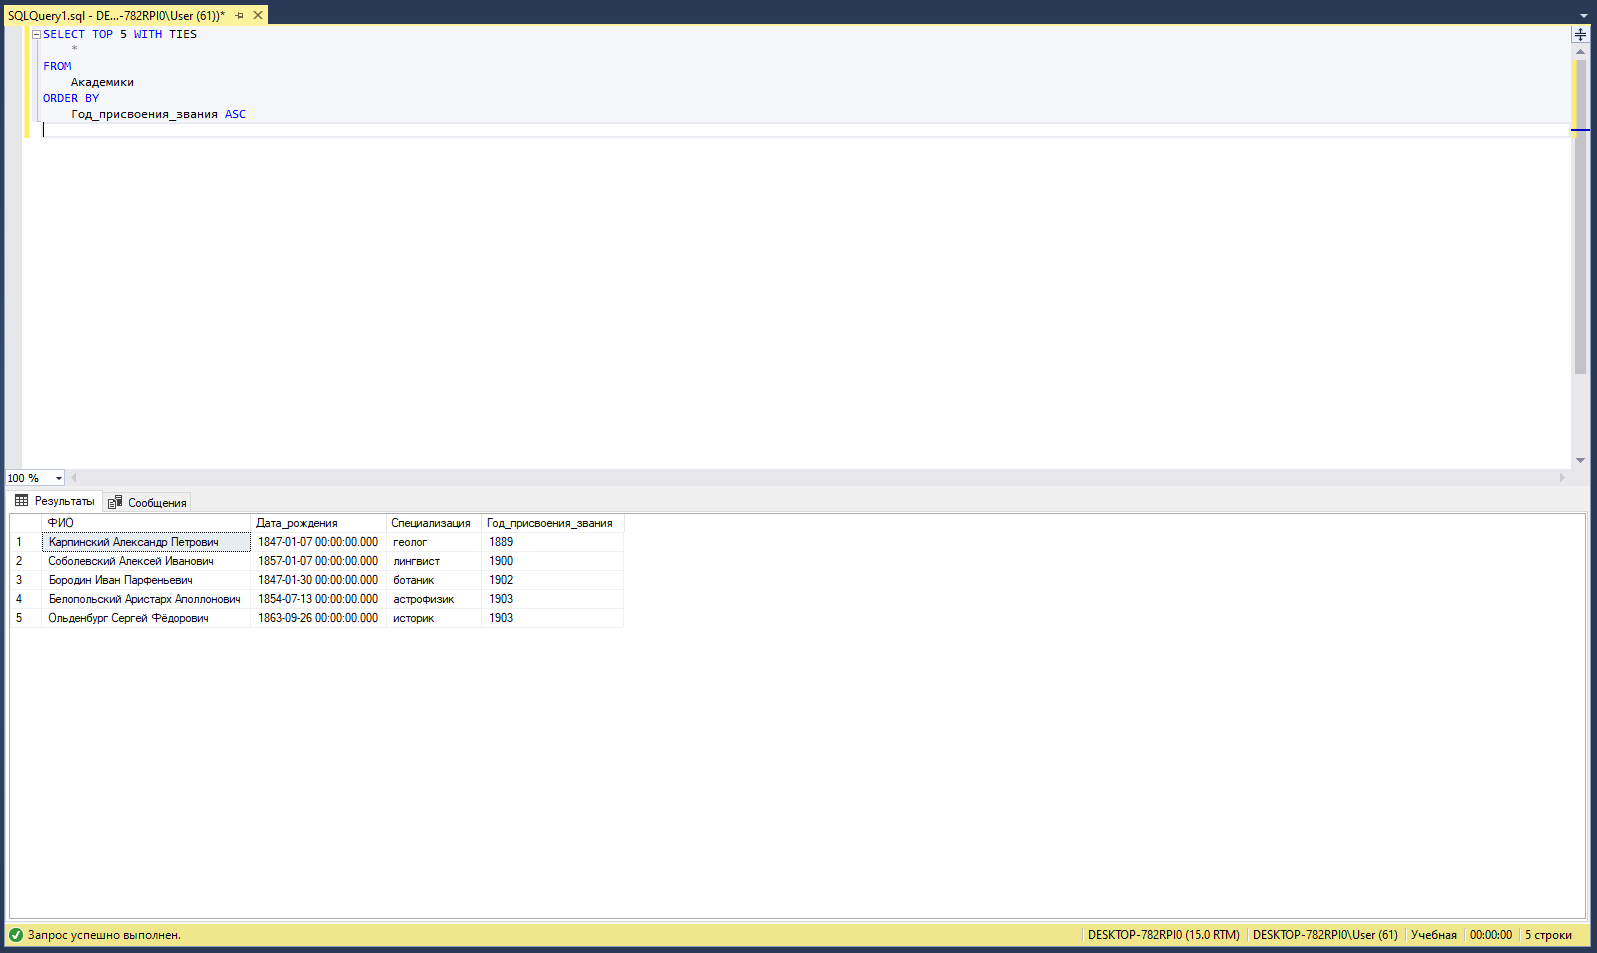 SQLQuery1.sql - DE...-782RPI0\User (61))*
SELECT TOP 5 WITH TIES
*
FROM
Академики
ORDER BY
Год_присвоения_звания ASC
100 %
Результаты Сообщения
ФИО Дата_рождения Специализация Год_присвоения_звания
1 Карпинский Александр Петрович 1847-01-07 00:00:00.000 геолог 1889
2 Соболевский Алексей Иванович 1857-01-07 00:00:00.000 лингвист 1900
3 Бородин Иван Парфеньевич 1847-01-30 00:00:00.000 ботаник 1902
4 Белопольский Аристарх Аполлонович 1854-07-13 00:00:00.000 астрофизик 1903
5 Ольденбург Сергей Фёдорович 1863-09-26 00:00:00.000 историк 1903
Запрос успешно выполнен. DESKTOP-782RPI0 (15.0 RTM) DESKTOP-782RPI0\User (61) Учебная 00:00:00 5 строки